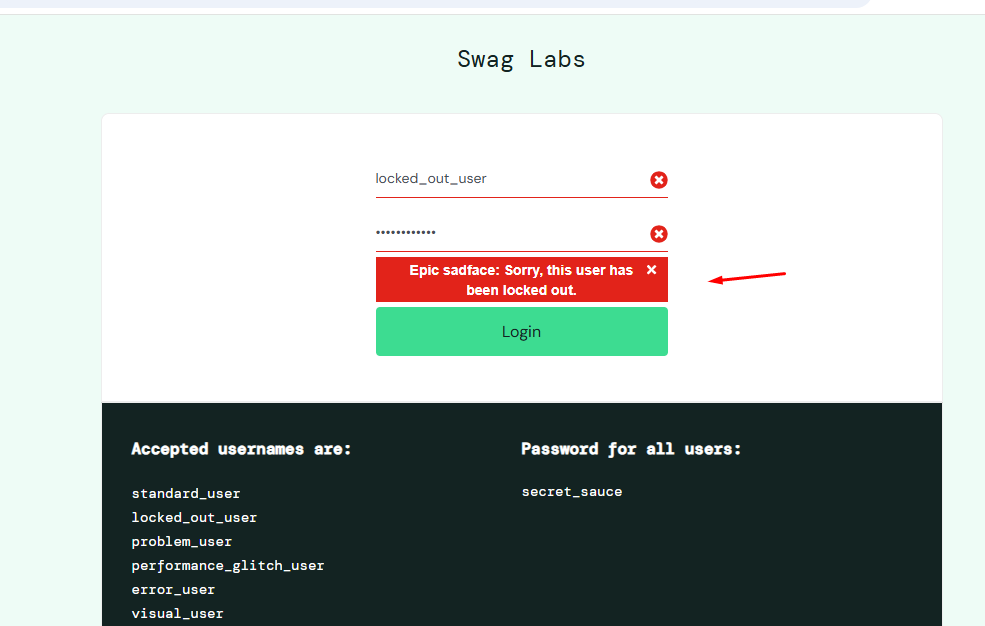 Swag Labs
locked_out_user
••••••••••••
Epic sadface: Sorry, this user has
been locked out.
Login
Accepted usernames are:
standard_user
locked_out_user
problem_user
performance_glitch_user
error_user
visual_user
Password for all users:
secret_sauce